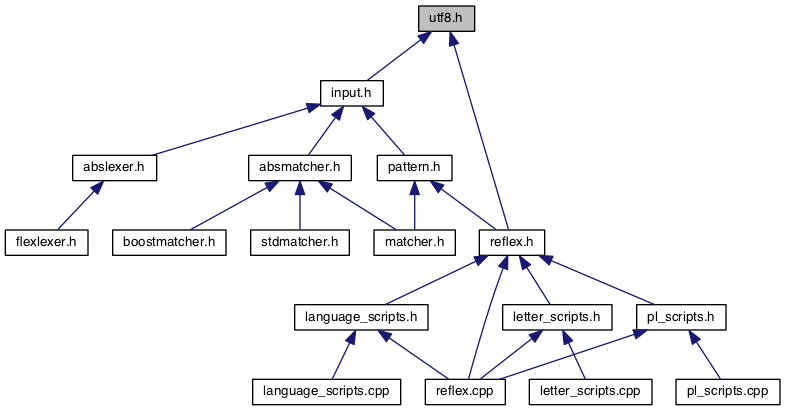 utf8.h
input.h
abslexer.h
absmatcher.h
pattern.h
flexlexer.h
boostmatcher.h
stdmatcher.h
matcher.h
reflex.h
language_scripts.h
letter_scripts.h
pl_scripts.h
language_scripts.cpp
reflex.cpp
letter_scripts.cpp
pl_scripts.cpp